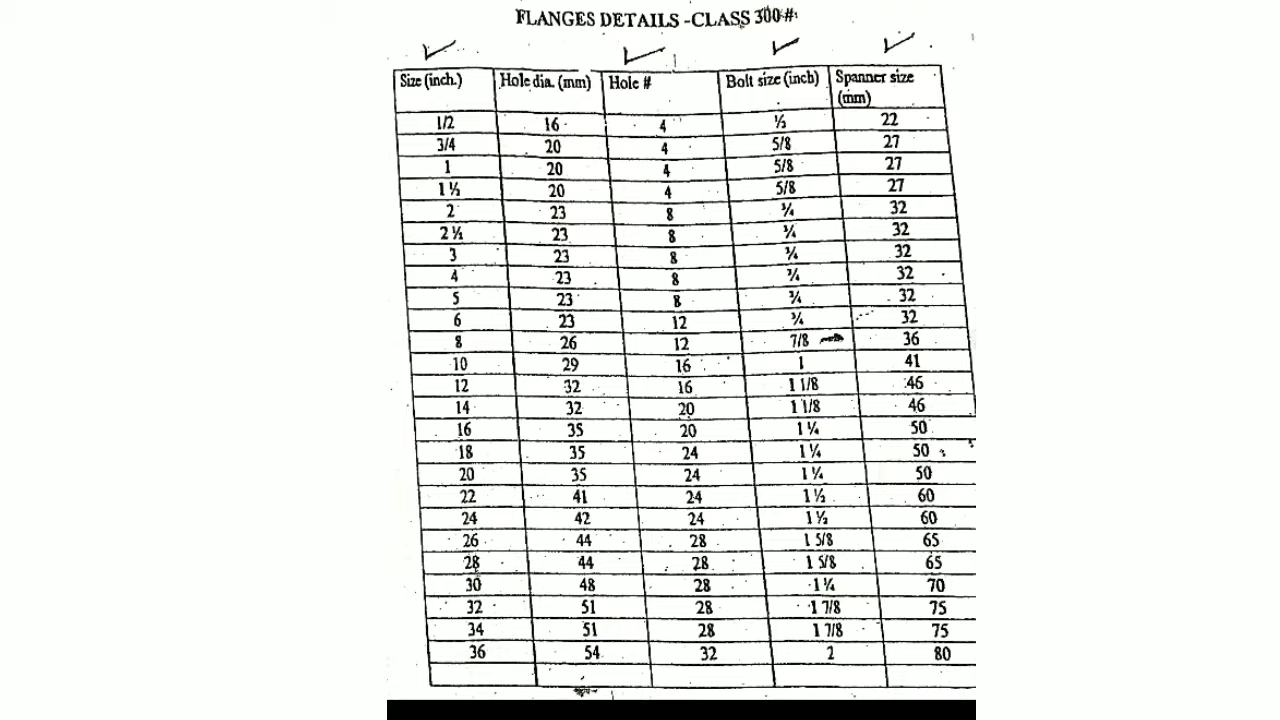 FLANGES DETAILS -CLASS 300#
Size (inch.) Hole dia. (mm) Hole # Bolt size (inch) Spanner size (mm)
1/2 16 4 ½ 22
3/4 20 4 5/8 27
1 20 4 5/8 27
1 ½ 20 4 5/8 27
2 23 8 ¾ 32
2 ½ 23 8 ¾ 32
3 23 8 ¾ 32
4 23 8 ¾ 32
5 23 8 ¾ 32
6 23 12 ¾ 32
8 26 12 7/8 36
10 29 16 1 41
12 32 16 1 1/8 46
14 32 20 1 1/8 46
16 35 20 1 ¼ 50
18 35 24 1 ¼ 50
20 35 24 1 ¼ 50
22 41 24 1 ½ 60
24 42 24 1 ½ 60
26 44 28 1 5/8 65
28 44 28 1 5/8 65
30 48 28 1 ¼ 70
32 51 28 1 7/8 75
34 51 28 1 7/8 75
36 54 32 2 80